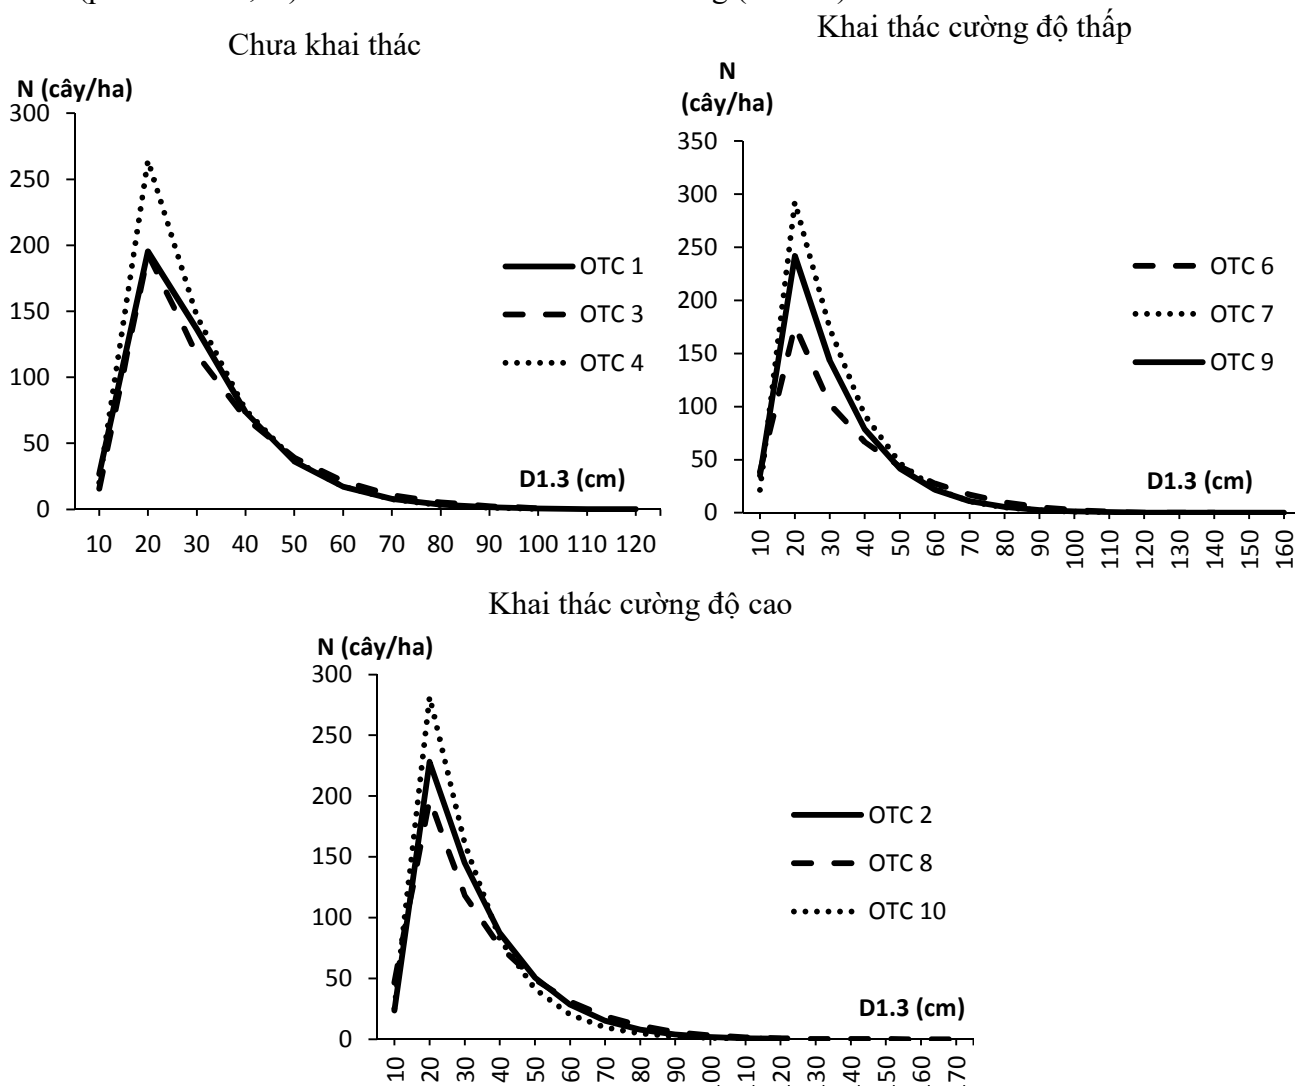 Chưa khai thác
N (cây/ha)
300
250
200
150
100
50
0
OTC 1
OTC 3
OTC 4
D1.3 (cm)
10 20 30 40 50 60 70 80 90 100 110 120
Khai thác cường độ thấp
N
(cây/ha)
350
300
250
200
150
100
50
0
OTC 6
OTC 7
OTC 9
D1.3 (cm)
10 20 30 40 50 60 70 80 90 100 110 120 130 140 150 160
Khai thác cường độ cao
N (cây/ha)
300
250
200
150
100
50
0
OTC 2
OTC 8
OTC 10
D1.3 (cm)
10 20 30 40 50 60 70 80 90